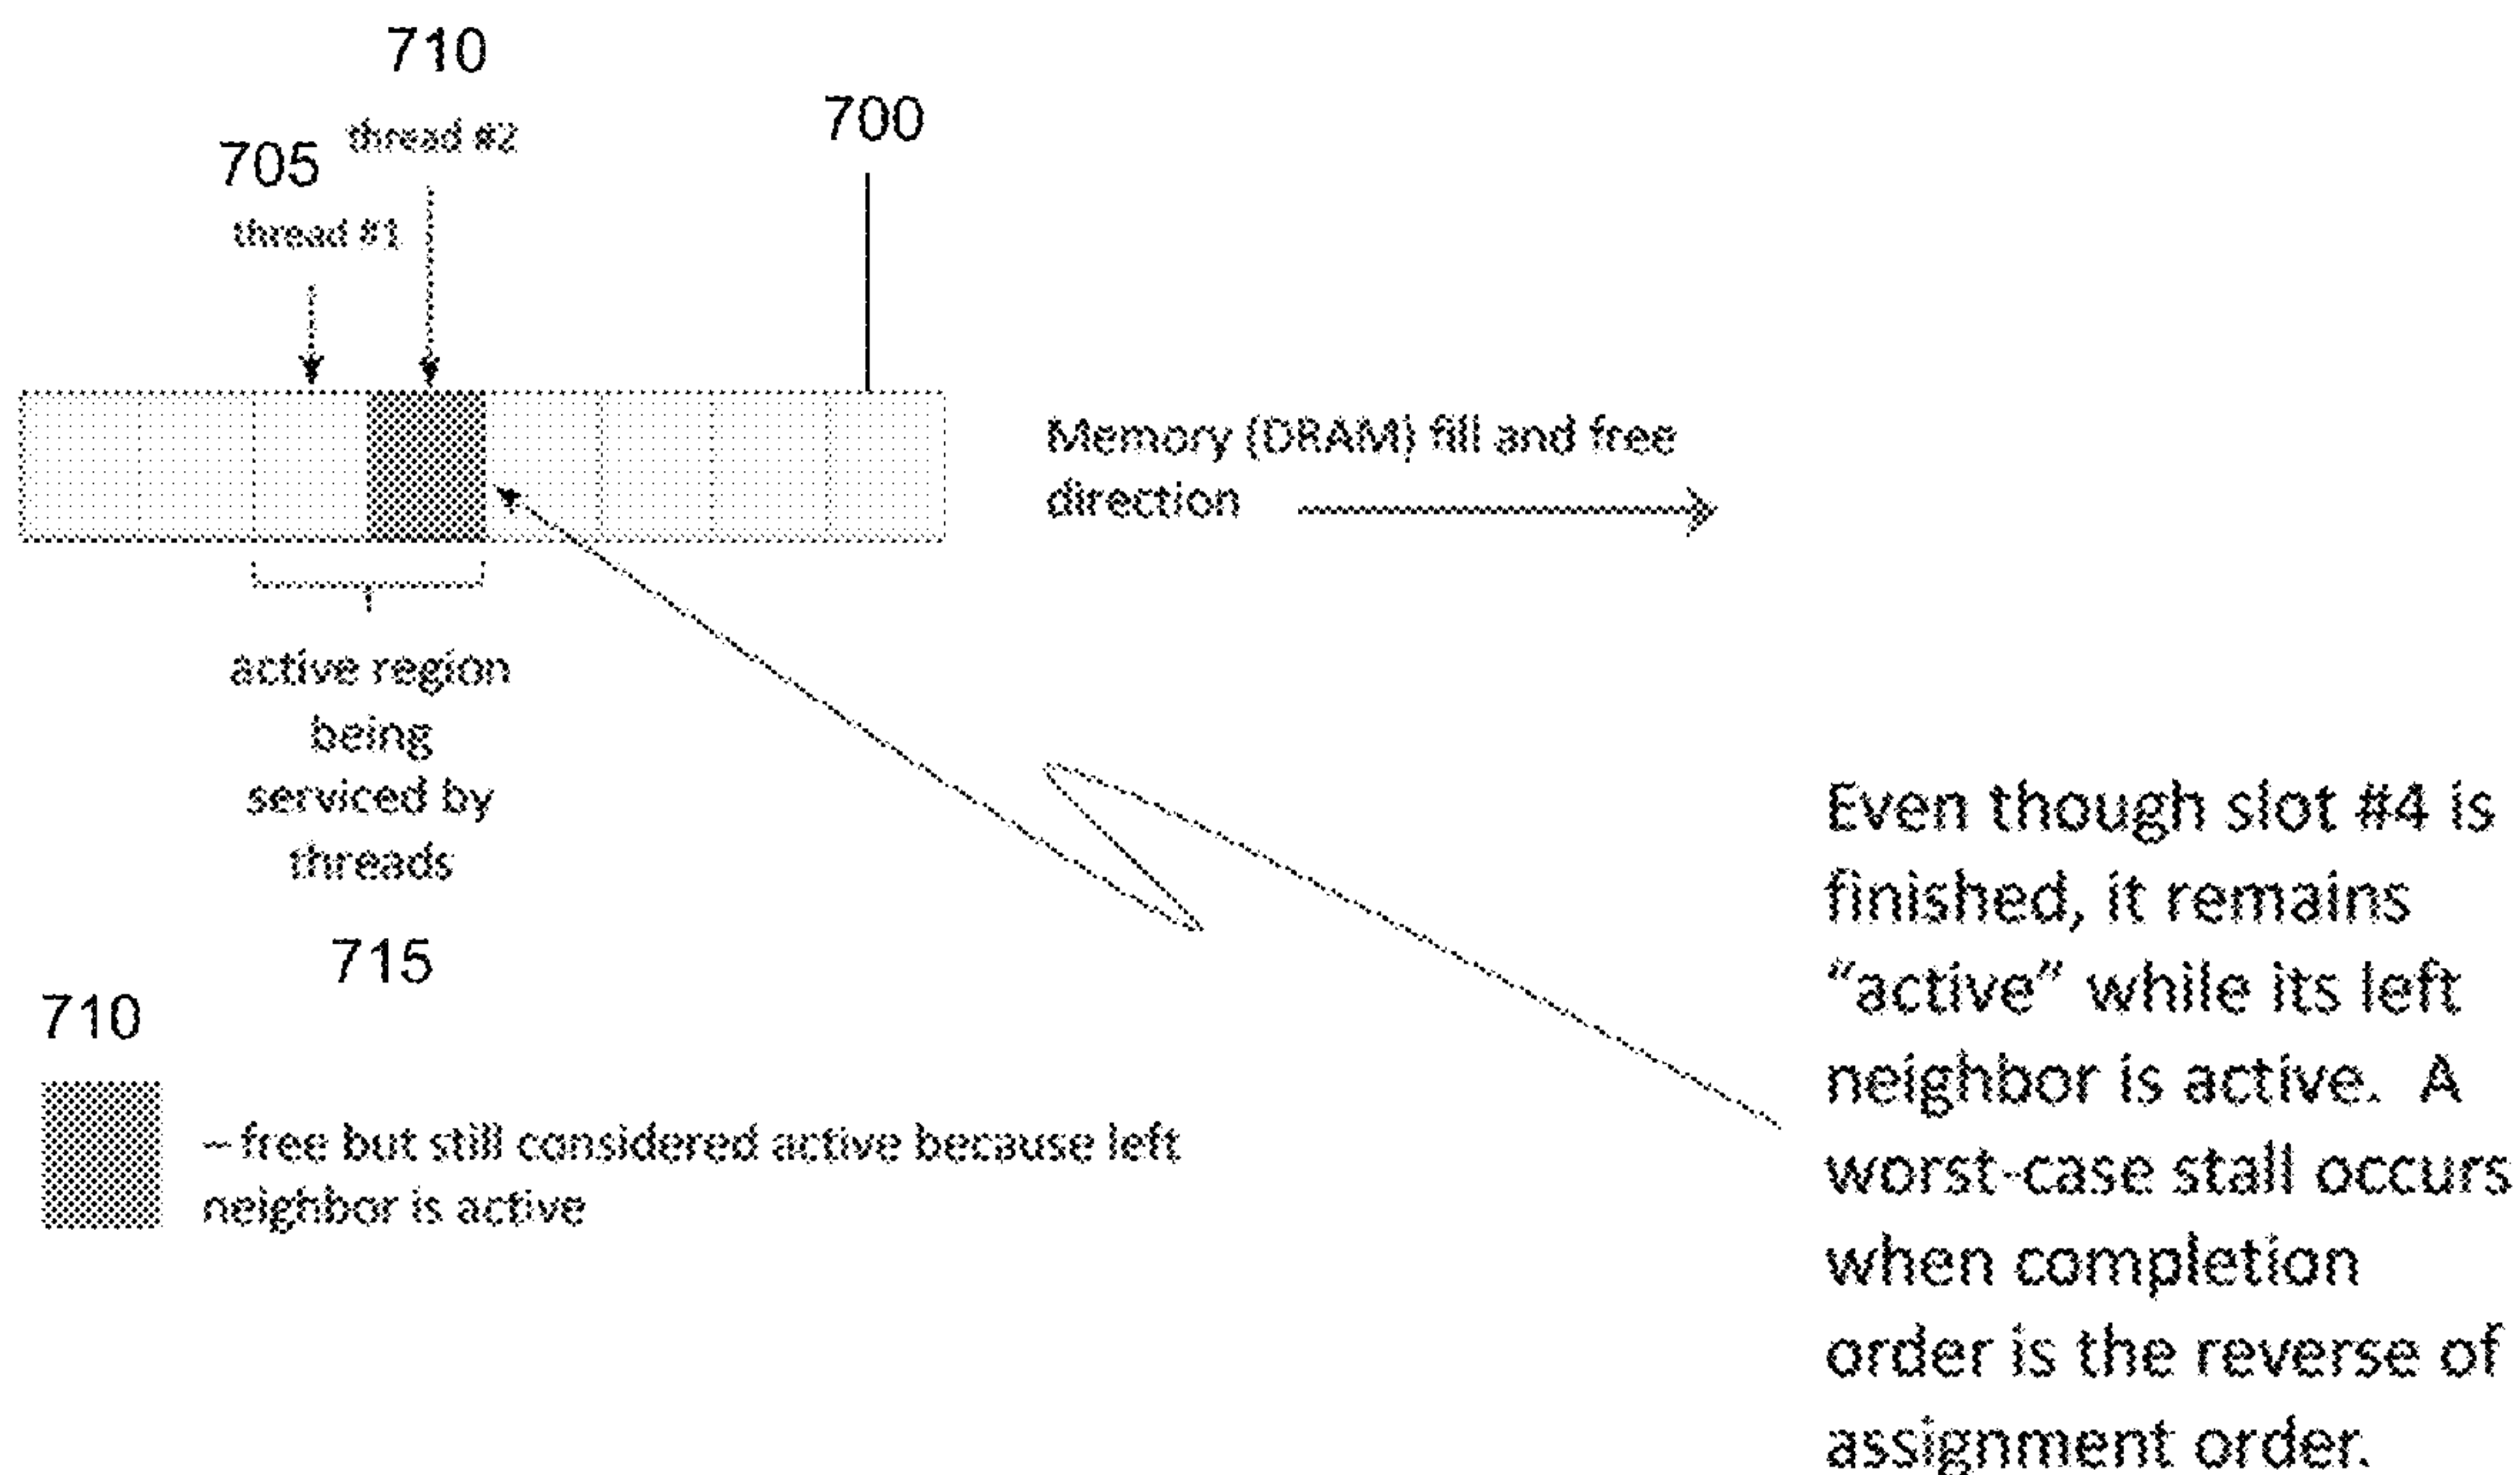 710
thread #2
700
705
thread #1
Memory (DRAM) fill and free
direction
active region
being
serviced by
threads
715
710
– free but still considered active because left
neighbor is active
Even though slot #4 is
finished, it remains
“active” while its left
neighbor is active. A
worst-case stall occurs
when completion
order is the reverse of
assignment order.